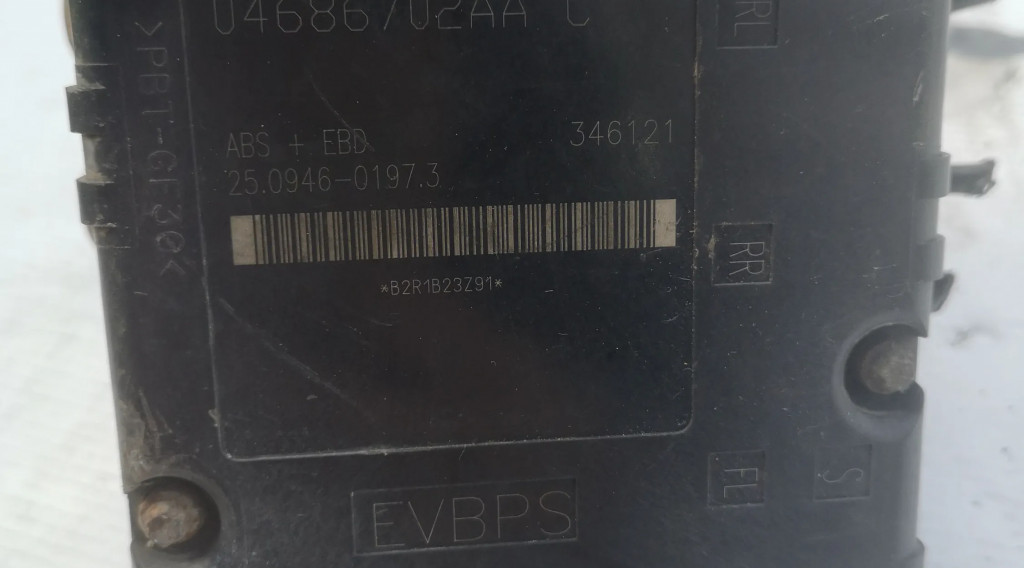 04686702AA C
RL
>PBT-GF30<
ABS + EBD 346121
25.0946-0197.3
*B2R1B23Z91*
RR
FL
S
EVBPS